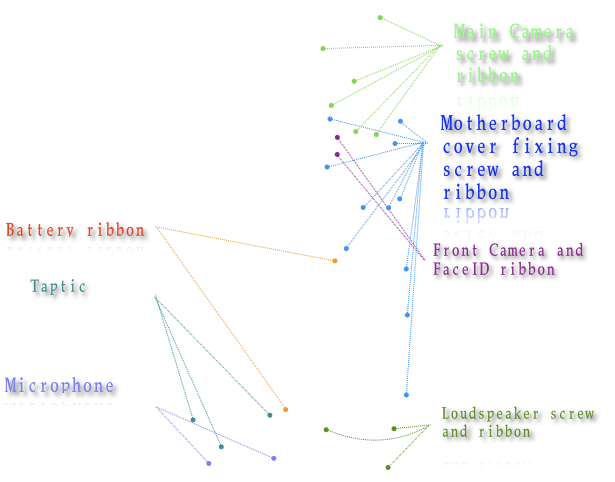 Main Camera
screw and
ribbon
Motherboard
cover fixing
screw and
ribbon
Battery ribbon
Front Camera and
FaceID ribbon
Taptic
Microphone
Loudspeaker screw
and ribbon